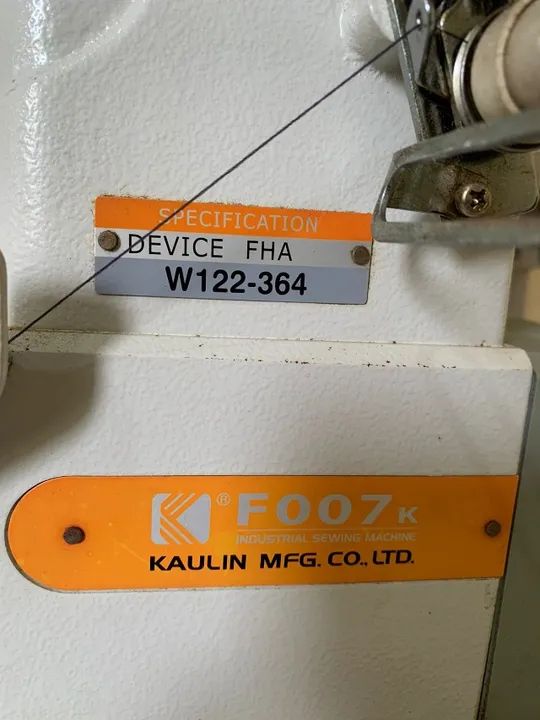 SPECIFICATION
DEVICE FHA
W122-364
® F007K
INDUSTRIAL SEWING MACHINE
KAULIN MFG. CO., LTD.